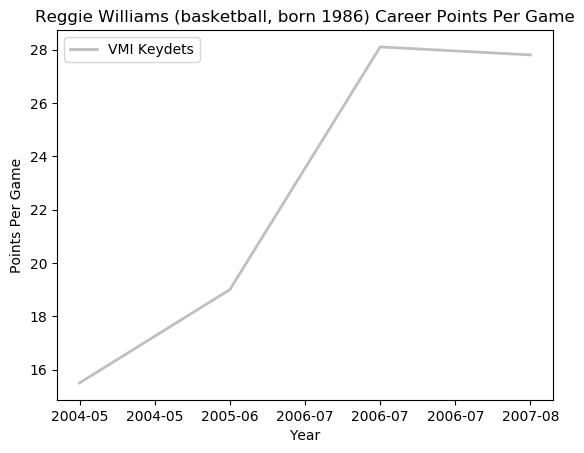 Reggie Williams (basketball, born 1986) Career Points Per Game
VMI Keydets
28
26
24
22
20
18
16
Points Per Game
2004-05 2004-05 2005-06 2006-07 2006-07 2006-07 2007-08
Year